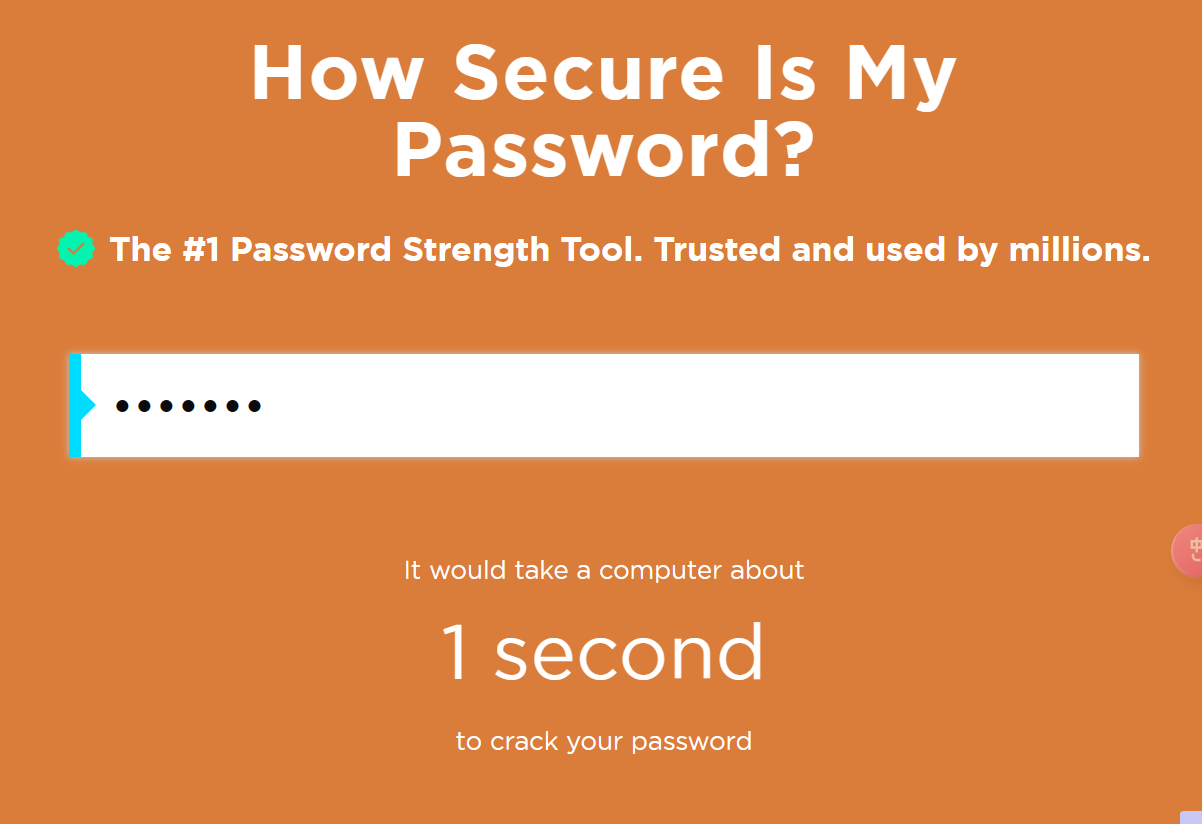 How Secure Is My
Password?
The #1 Password Strength Tool. Trusted and used by millions.
•••••••
It would take a computer about
1 second
to crack your password